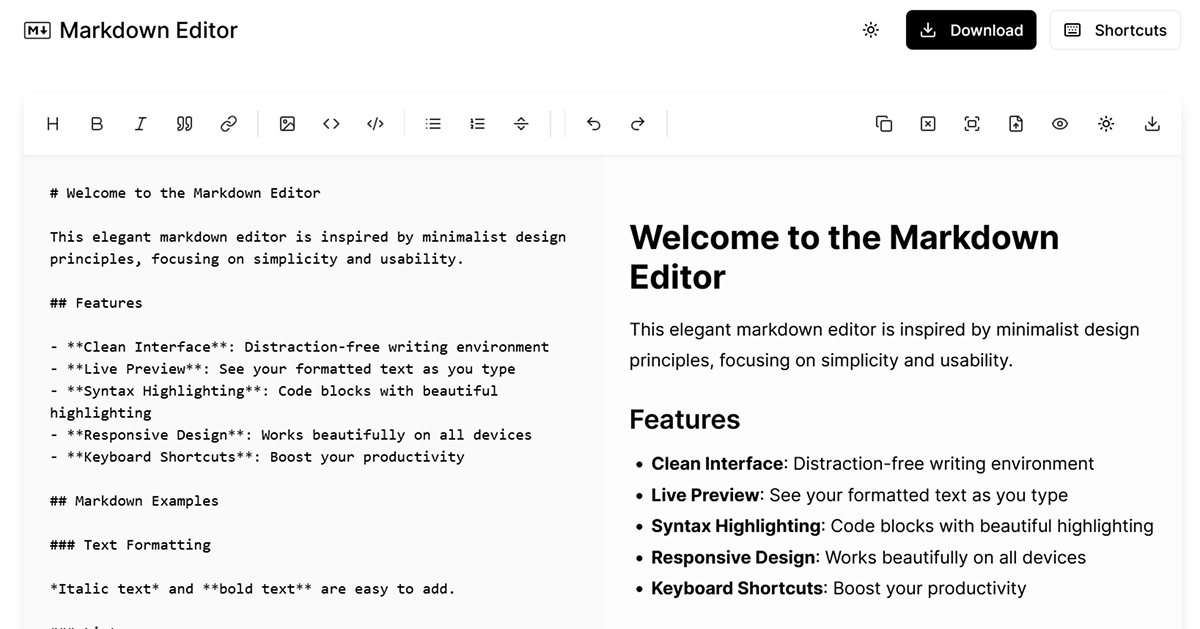 M Markdown Editor
Download
Shortcuts
H B I
# Welcome to the Markdown Editor
This elegant markdown editor is inspired by minimalist design
principles, focusing on simplicity and usability.
## Features
- **Clean Interface**: Distraction-free writing environment
- **Live Preview**: See your formatted text as you type
- **Syntax Highlighting**: Code blocks with beautiful
highlighting
- **Responsive Design**: Works beautifully on all devices
- **Keyboard Shortcuts**: Boost your productivity
## Markdown Examples
### Text Formatting
*Italic text* and **bold text** are easy to add.
Welcome to the Markdown
Editor
This elegant markdown editor is inspired by minimalist design
principles, focusing on simplicity and usability.
Features
• Clean Interface: Distraction-free writing environment
• Live Preview: See your formatted text as you type
• Syntax Highlighting: Code blocks with beautiful highlighting
• Responsive Design: Works beautifully on all devices
• Keyboard Shortcuts: Boost your productivity